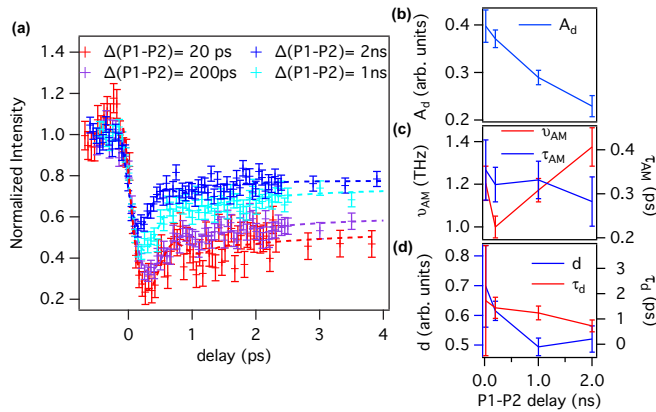 (a)
Δ(P1-P2)= 20 ps
Δ(P1-P2)= 2ns
Δ(P1-P2)= 200ps
Δ(P1-P2)= 1ns
Normalized Intensity
1.4
1.2
1.0
0.8
0.6
0.4
0.2
0 1 2 3 4
delay (ps)
(b)
A_d
A_d (arb. units)
0.4
0.3
0.2
(c)
υ_AM
τ_AM
υ_AM (THz)
1.4
1.2
1.0
0.4
0.3
0.2
τ_AM (ps)
(d)
d
τ_d
d (arb. units)
0.8
0.7
0.6
0.5
3
2
1
0
τ_d (ps)
0.0 1.0 2.0
P1-P2 delay (ns)